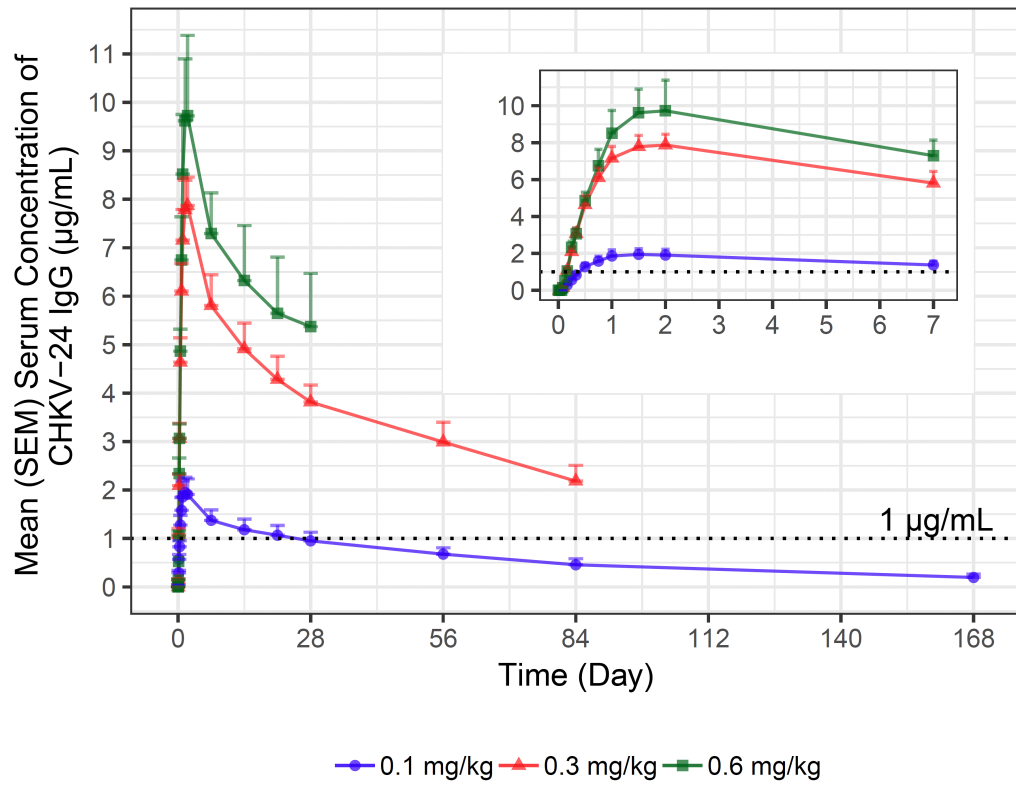 Mean (SEM) Serum Concentration of
CHKV−24 IgG (µg/mL)
11
10
9
8
7
6
5
4
3
2
1
0
10
8
6
4
2
0
0 1 2 3 4 5 6 7
1 µg/mL
0 28 56 84 112 140 168
Time (Day)
0.1 mg/kg 0.3 mg/kg 0.6 mg/kg